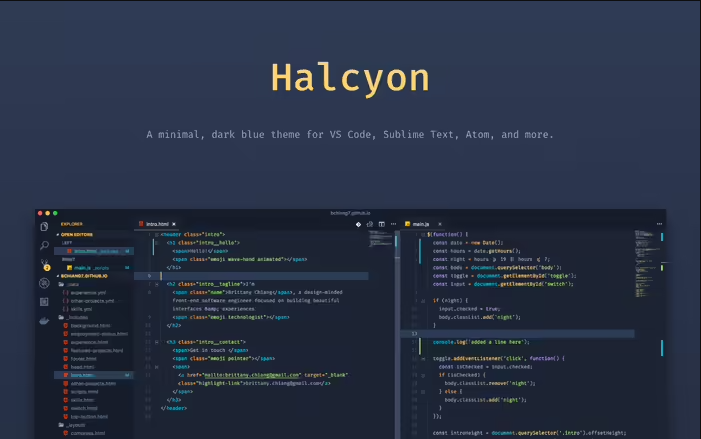 Halcyon
A minimal, dark blue theme for VS Code, Sublime Text, Atom, and more.
bchiang7.github.io
EXPLORER
OPEN EDITORS
LEFT
intro.html
RIGHT
main.js
BCHIANG7.GITHUB.IO
_data
experience.yml
other-projects.yml
skills.yml
_includes
background.html
experience.html
featured-projects.html
footer.html
head.html
intro.html
other-projects.html
scripts.html
skills.html
switch.html
top-button.html
_layouts
compress.html
intro.html
<header class="intro">
<h1 class="intro__hello">
<span>Hello!</span>
<span class="emoji wave-hand animated"></span>
</h1>
<h2 class="intro__tagline">I'm
<span class="name">Brittany Chiang</span>, a design-minded
front-end software engineer focused on building beautiful
interfaces &amp; experiences
<span class="emoji technologist"></span>
</h2>
<h3 class="intro__contact">
<span>Get in touch </span>
<span class="emoji pointer"></span>
<span>
<a href="mailto:brittany.chiang@gmail.com" target="_blank"
class="highlight-link">brittany.chiang@gmail.com</a>
</span>
</h3>
</header>
main.js
$(function() {
const date = new Date();
const hours = date.getHours();
const night = hours ⩾ 19 || hours ⩽ 7;
const body = document.querySelector('body');
const toggle = document.getElementById('toggle');
const input = document.getElementById('switch');
if (night) {
input.checked = true;
body.classList.add('night');
}
console.log('added a line here');
toggle.addEventListener('click', function() {
const isChecked = input.checked;
if (isChecked) {
body.classList.remove('night');
} else {
body.classList.add('night');
}
});
const introHeight = document.querySelector('.intro').offsetHeight;